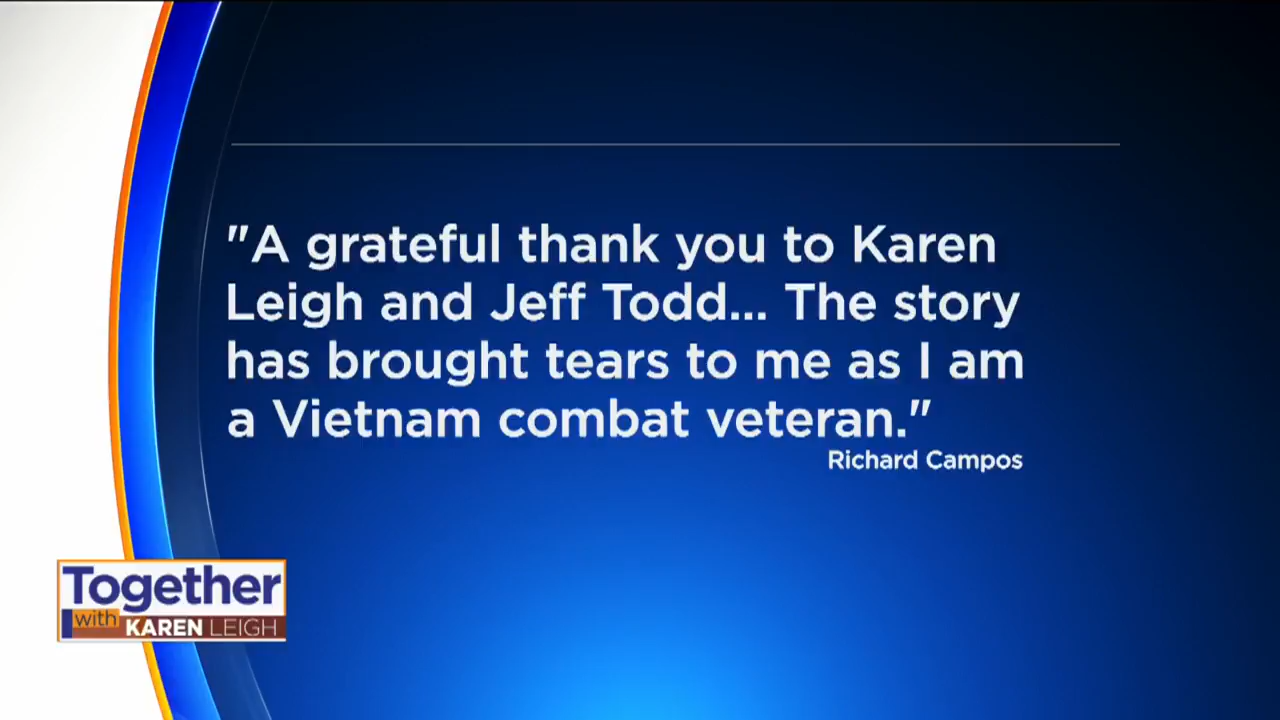 "A grateful thank you to Karen
Leigh and Jeff Todd... The story
has brought tears to me as I am
a Vietnam combat veteran."
Richard Campos
Together
with KAREN LEIGH